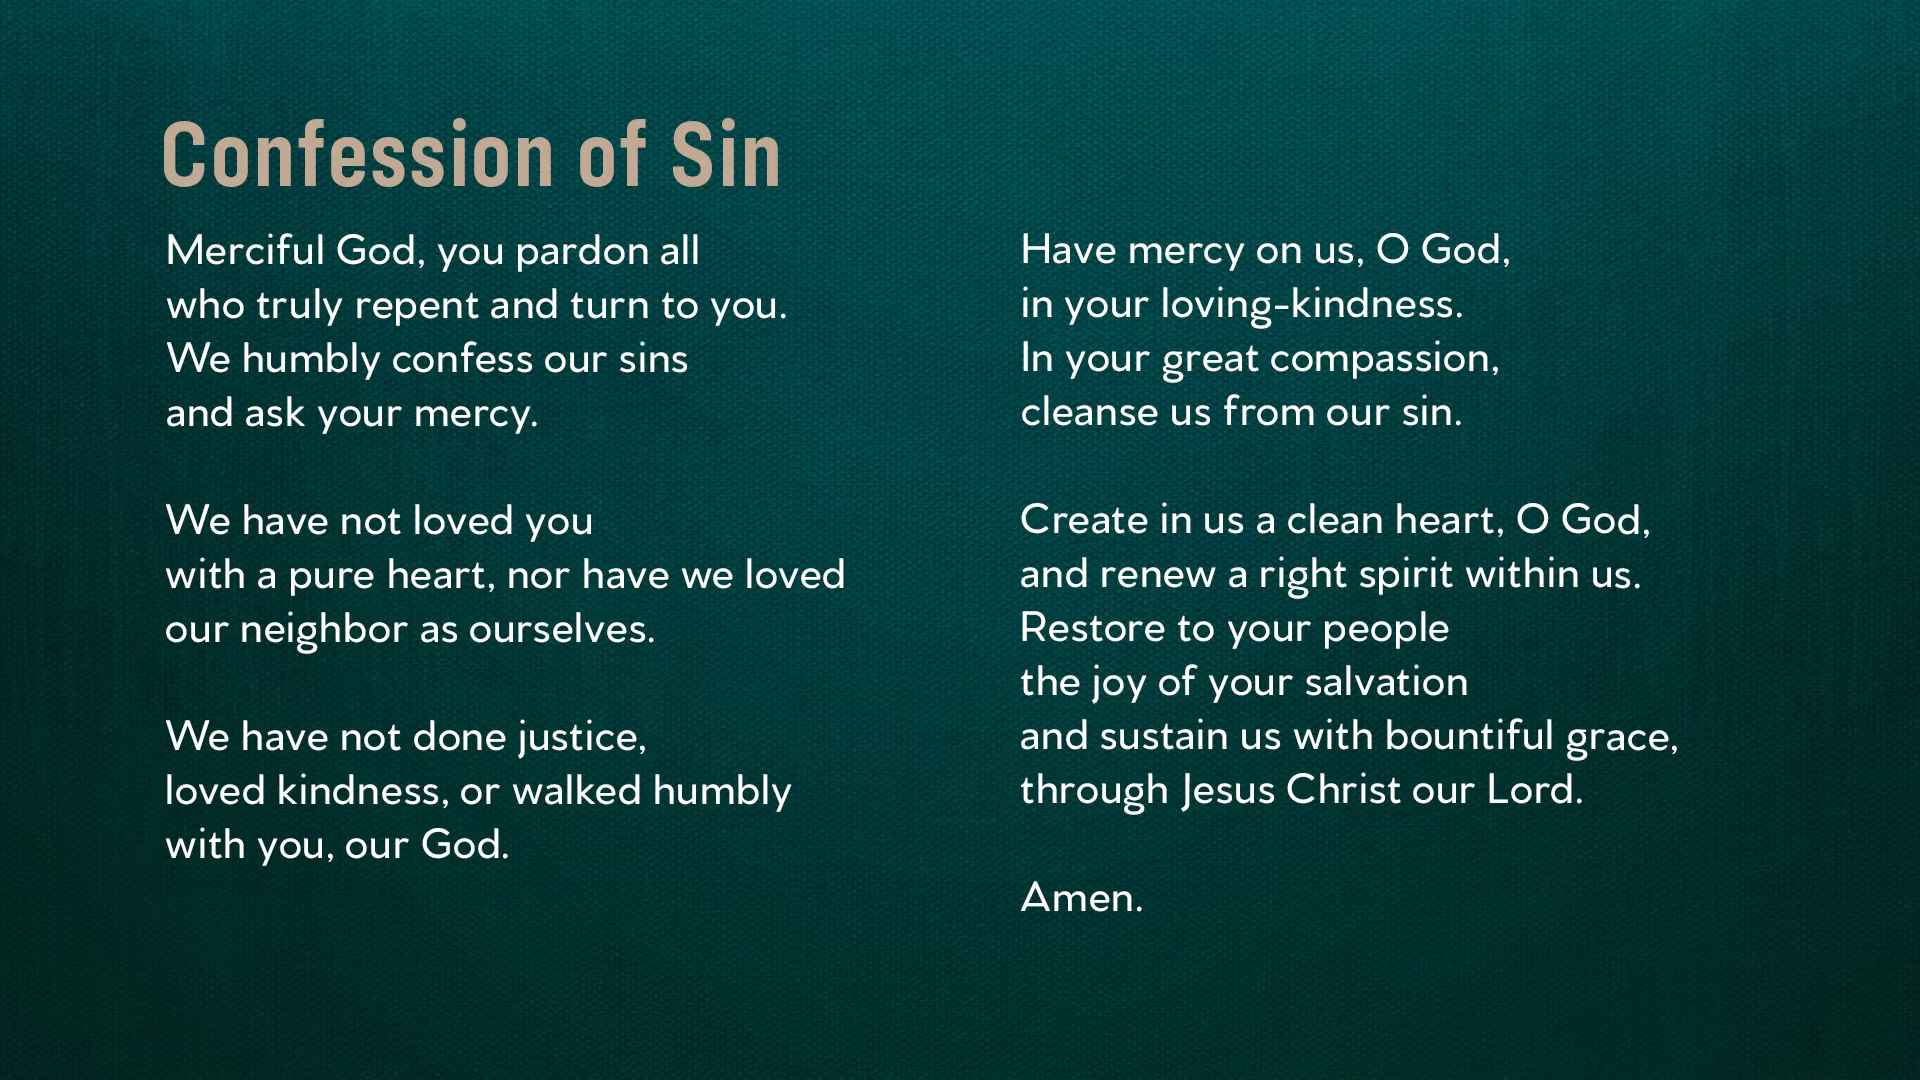 Confession of Sin
Merciful God, you pardon all
who truly repent and turn to you.
We humbly confess our sins
and ask your mercy.
We have not loved you
with a pure heart, nor have we loved
our neighbor as ourselves.
We have not done justice,
loved kindness, or walked humbly
with you, our God.
Have mercy on us, O God,
in your loving-kindness.
In your great compassion,
cleanse us from our sin.
Create in us a clean heart, O God,
and renew a right spirit within us.
Restore to your people
the joy of your salvation
and sustain us with bountiful grace,
through Jesus Christ our Lord.
Amen.